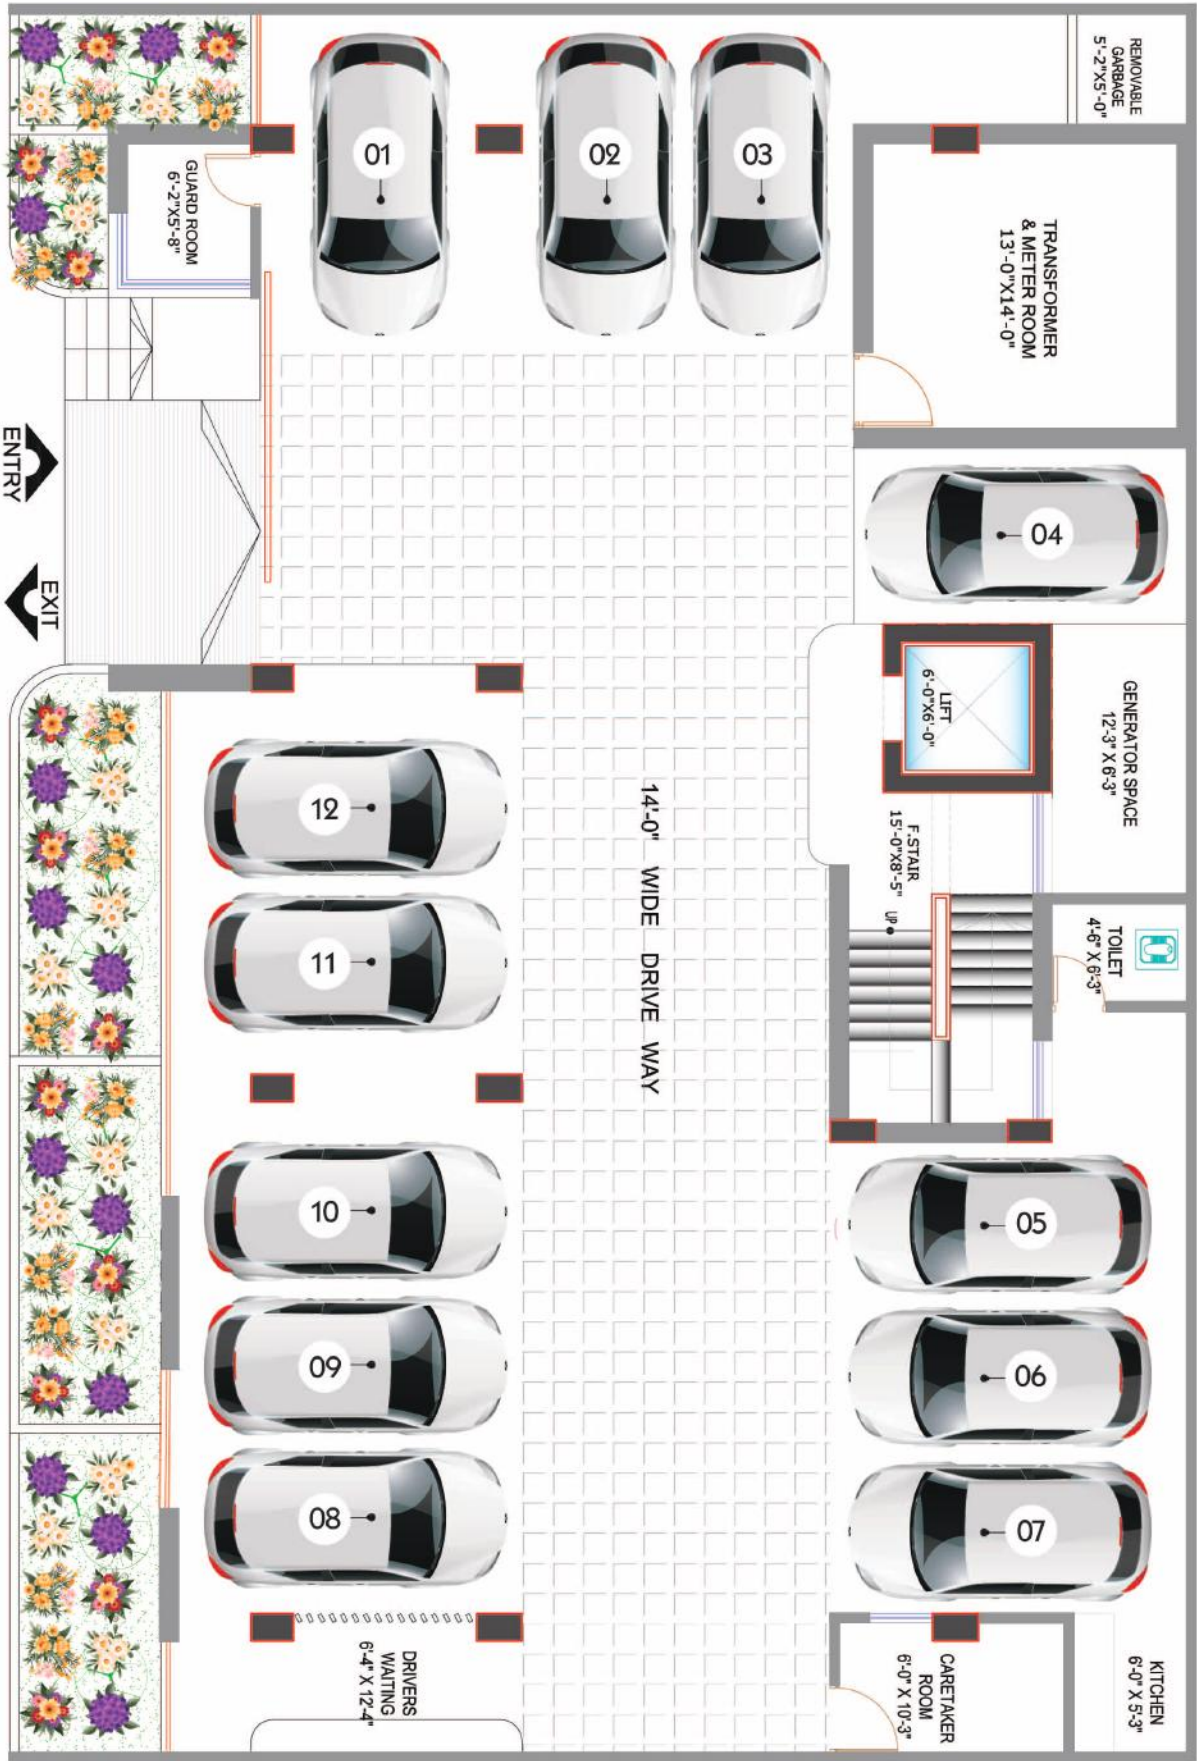 REMOVABLE
GARBAGE
5'-2"X5'-0"
GUARD ROOM
6'-2"X5'-8"
01
02
03
TRANSFORMER
& METER ROOM
13'-0"X14'-0"
ENTRY
EXIT
04
LIFT
6'-0"X6'-0"
GENERATOR SPACE
12'-3" X 6'-3"
F.STAIR
15'-0"X8'-5"
UP
TOILET
4'-6" X 6'-3"
14'-0" WIDE DRIVE WAY
12
11
10
09
08
05
06
07
DRIVERS
WAITING
6'-4" X 12'-4"
CARETAKER
ROOM
6'-0" X 10'-3"
KITCHEN
6'-0" X 5'-3"